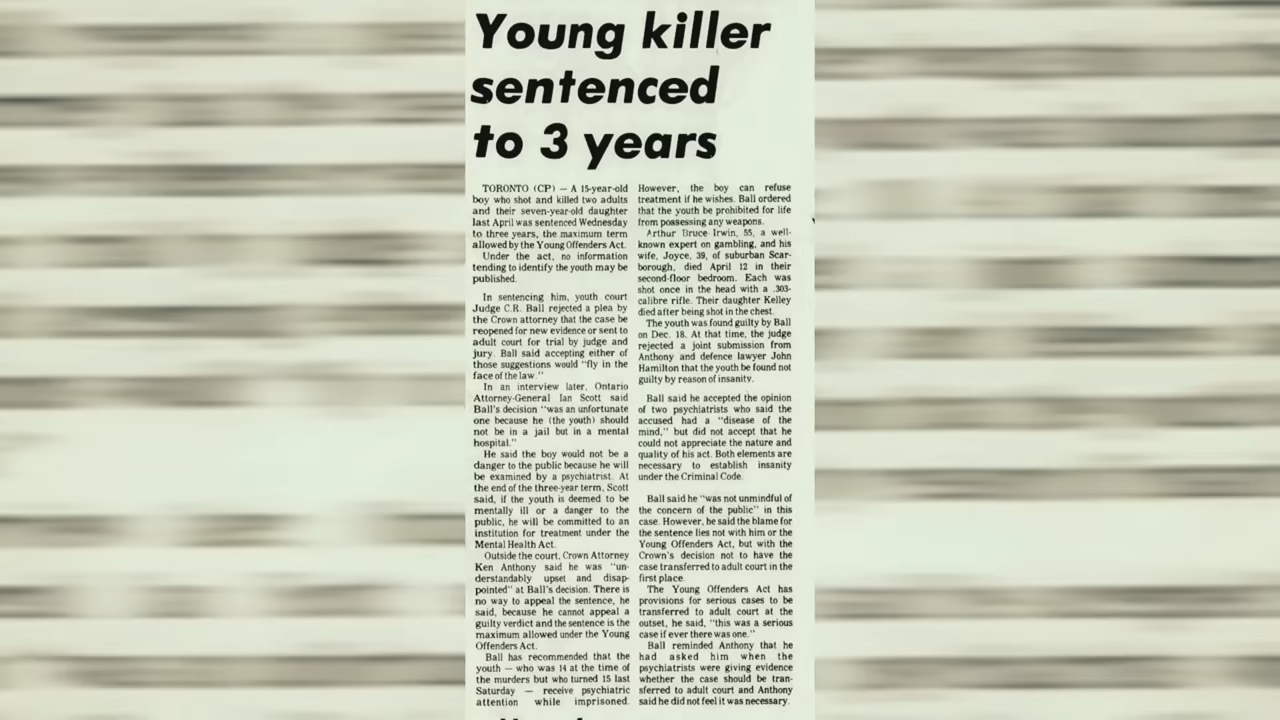 Young killer
sentenced
to 3 years
TORONTO (CP) — A 15-year-old
boy who shot and killed two adults
and their seven-year-old daughter
last April was sentenced Wednesday
to three years, the maximum term
allowed by the Young Offenders Act.
Under the act, no information
tending to identify the youth may be
published.
In sentencing him, youth court
Judge C.R. Ball rejected a plea by
the Crown attorney that the case be
reopened for new evidence or sent to
adult court for trial by judge and
jury. Ball said accepting either of
those suggestions would "fly in the
face of the law."
In an interview later, Ontario
Attorney-General Ian Scott said
Ball's decision "was an unfortunate
one because he (the youth) should
not be in a jail but in a mental
hospital."
He said the boy would not be a
danger to the public because he will
be examined by a psychiatrist. At
the end of the three-year term, Scott
said, if the youth is deemed to be
mentally ill or a danger to the
public, he will be committed to an
institution for treatment under the
Mental Health Act.
Outside the court, Crown Attorney
Ken Anthony said he was "un-
derstandably upset and disap-
pointed" at Ball's decision. There is
no way to appeal the sentence, he
said, because he cannot appeal a
guilty verdict and the sentence is the
maximum allowed under the Young
Offenders Act.
Ball has recommended that the
youth — who was 14 at the time of
the murders but who turned 15 last
Saturday — receive psychiatric
attention while imprisoned.
However, the boy can refuse
treatment if he wishes. Ball ordered
that the youth be prohibited for life
from possessing any weapons.
Arthur Bruce Irwin, 55, a well-
known expert on gambling, and his
wife, Joyce, 39, of suburban Scar-
borough, died April 12 in their
second-floor bedroom. Each was
shot once in the head with a .303-
calibre rifle. Their daughter Kelley
died after being shot in the chest.
The youth was found guilty by Ball
on Dec. 18. At that time, the judge
rejected a joint submission from
Anthony and defence lawyer John
Hamilton that the youth be found not
guilty by reason of insanity.
Ball said he accepted the opinion
of two psychiatrists who said the
accused had a "disease of the
mind," but did not accept that he
could not appreciate the nature and
quality of his act. Both elements are
necessary to establish insanity
under the Criminal Code.
Ball said he "was not unmindful of
the concern of the public" in this
case. However, he said the blame for
the sentence lies not with him or the
Young Offenders Act, but with the
Crown's decision not to have the
case transferred to adult court in the
first place.
The Young Offenders Act has
provisions for serious cases to be
transferred to adult court at the
outset, he said, "this was a serious
case if ever there was one."
Ball reminded Anthony that he
had asked him when the
psychiatrists were giving evidence
whether the case should be tran-
sferred to adult court and Anthony
said he did not feel it was necessary.